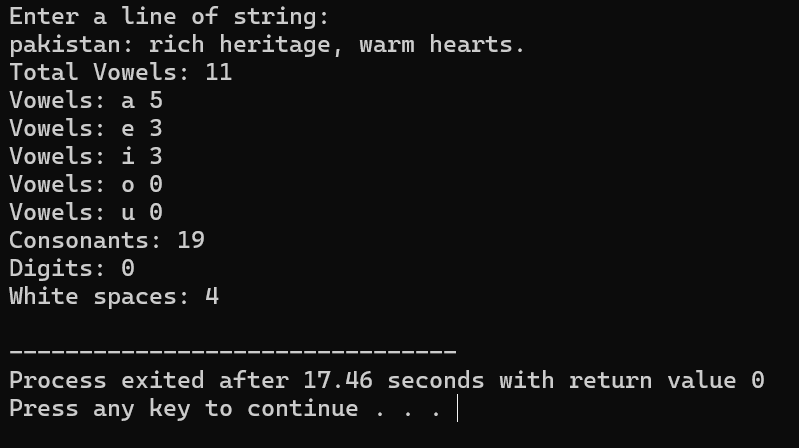 Enter a line of string:
pakistan: rich heritage, warm hearts.
Total Vowels: 11
Vowels: a 5
Vowels: e 3
Vowels: i 3
Vowels: o 0
Vowels: u 0
Consonants: 19
Digits: 0
White spaces: 4
--------------------------------
Process exited after 17.46 seconds with return value 0
Press any key to continue . . .